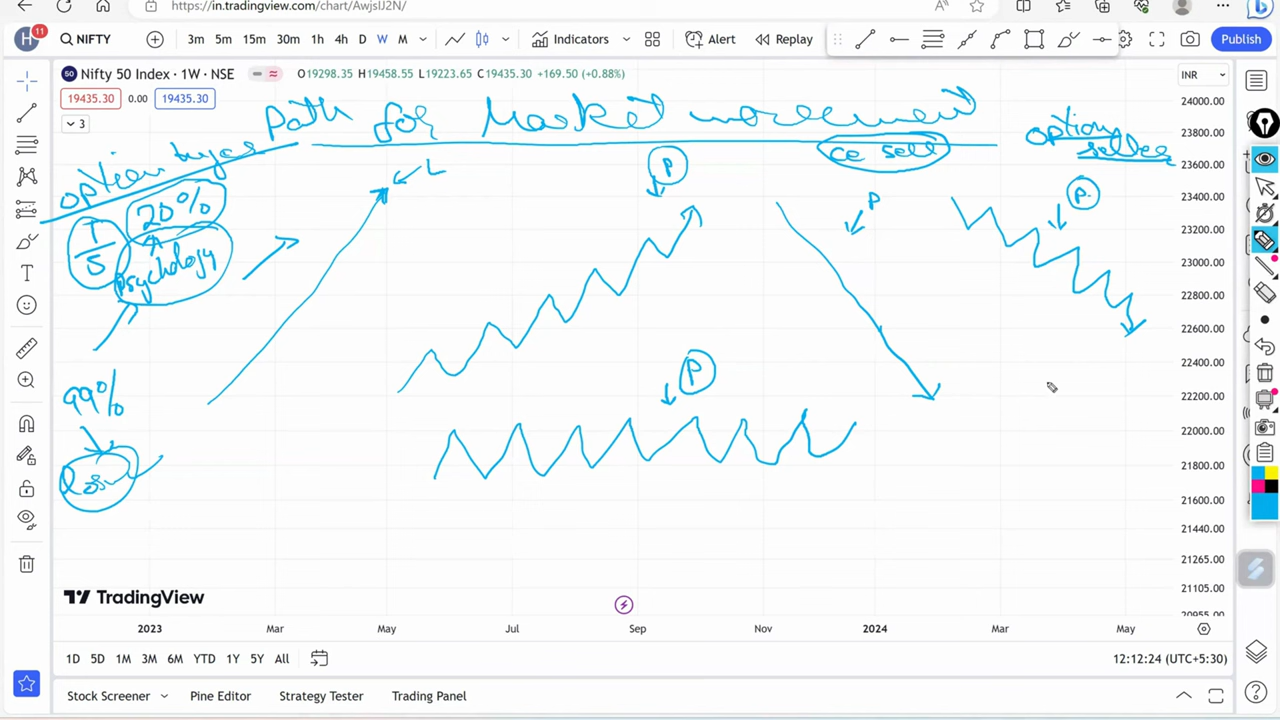 https://in.tradingview.com/chart/AwjsIJ2N/
H 11 NIFTY 3m 5m 15m 30m 1h 4h D W M Indicators Alert Replay Publish
50 Nifty 50 Index · 1W · NSE O19298.35 H19458.55 L19223.65 C19435.30 +169.50 (+0.88%) INR
19435.30 0.00 19435.30
3
Path for Market movement
option
seller
ce sell
option buyer
20%
T
S
psychology
99%
loss
L
P
P
P
P
24000.00
23800.00
23600.00
23400.00
23200.00
23000.00
22800.00
22600.00
22400.00
22200.00
22000.00
21800.00
21600.00
21440.00
21265.00
21105.00
20955.00
TradingView
2023 Mar May Jul Sep Nov 2024 Mar May
1D 5D 1M 3M 6M YTD 1Y 5Y All 12:12:24 (UTC+5:30)
Stock Screener Pine Editor Strategy Tester Trading Panel